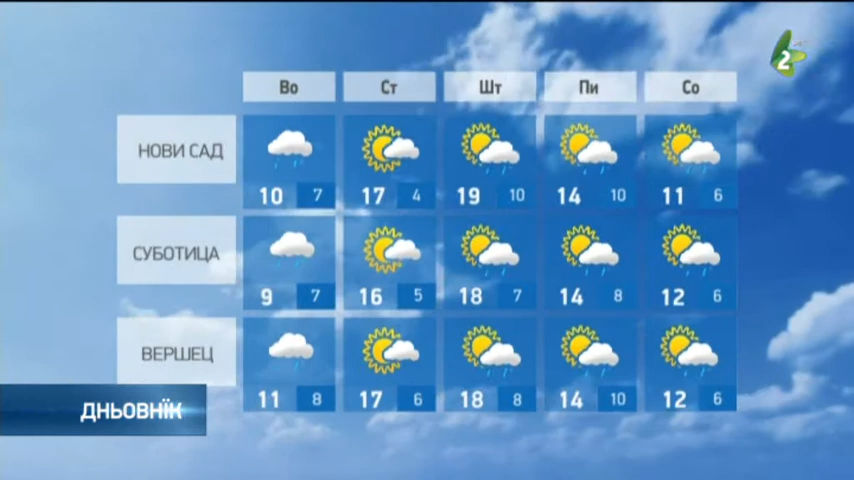 2
Во Ст Шт Пи Со
НОВИ САД
10 7 17 4 19 10 14 10 11 6
СУБОТИЦА
9 7 16 5 18 7 14 8 12 6
ВЕРШЕЦ
11 8 17 6 18 8 14 10 12 6
ДНЬОВНЇК